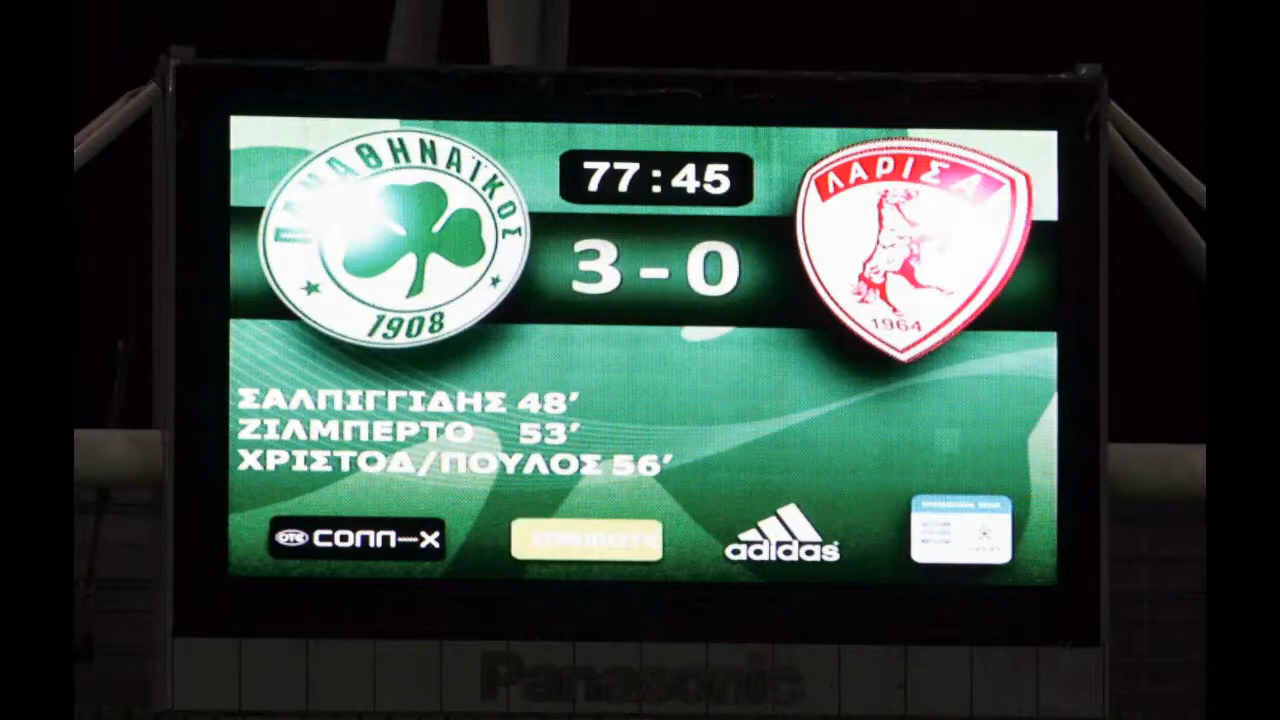 ΠΑΝΑΘΗΝΑΪΚΟΣ
1908
77:45
3-0
ΛΑΡΙΣΑ
1964
ΣΑΛΠΙΓΓΙΔΗΣ 48′
ΖΙΛΜΠΕΡΤΟ 53′
ΧΡΙΣΤΟΔ/ΠΟΥΛΟΣ 56′
OTE conn-x
adidas
Panasonic